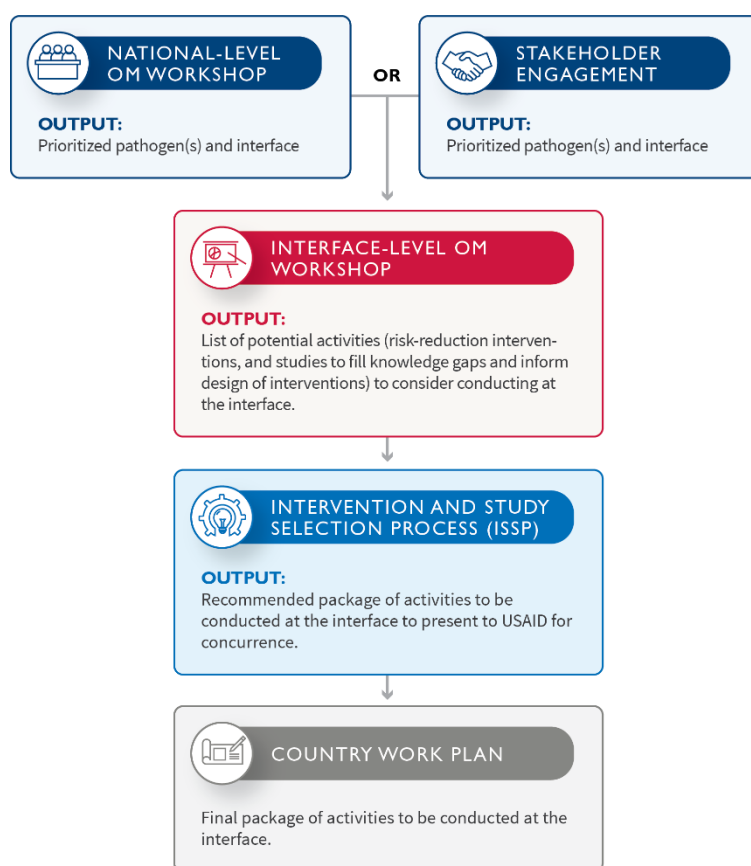 NATIONAL-LEVEL
OM WORKSHOP
OUTPUT:
Prioritized pathogen(s) and interface
OR
STAKEHOLDER
ENGAGEMENT
OUTPUT:
Prioritized pathogen(s) and interface
INTERFACE-LEVEL OM
WORKSHOP
OUTPUT:
List of potential activities (risk-reduction interven-
tions, and studies to fill knowledge gaps and inform
design of interventions) to consider conducting at
the interface.
INTERVENTION AND STUDY
SELECTION PROCESS (ISSP)
OUTPUT:
Recommended package of activities to be
conducted at the interface to present to USAID for
concurrence.
COUNTRY WORK PLAN
Final package of activities to be conducted at the
interface.